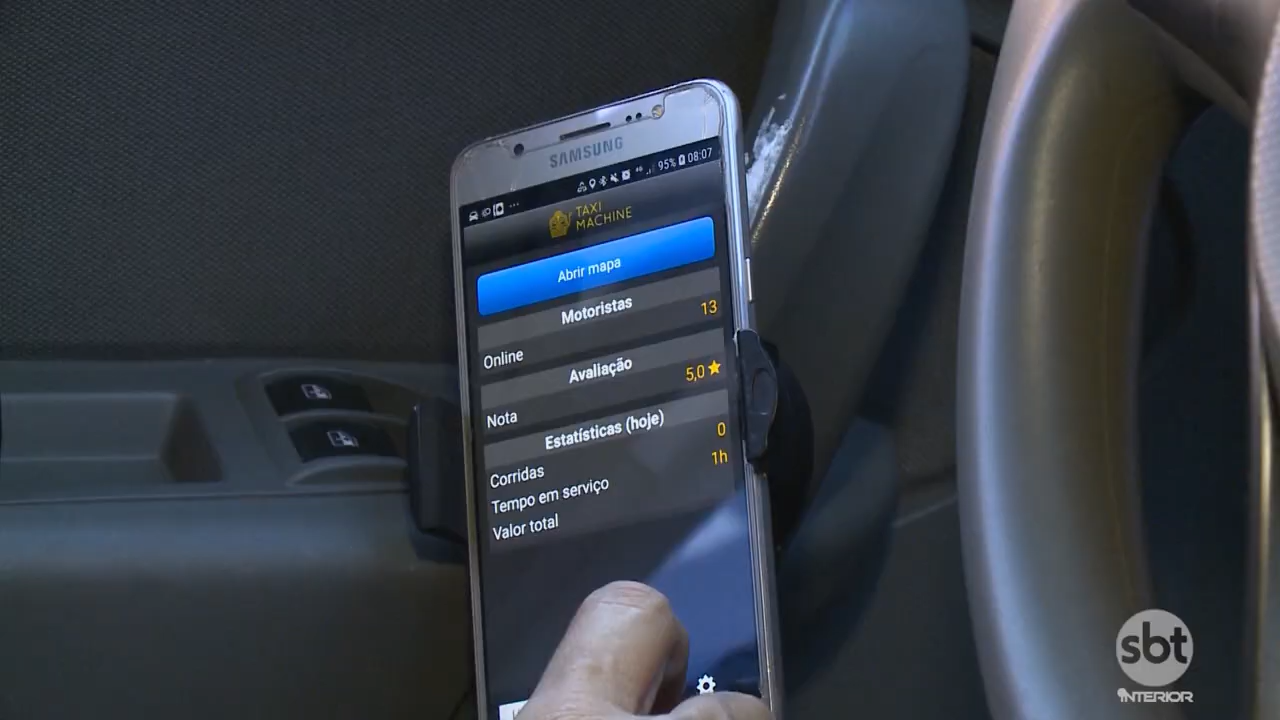 SAMSUNG
95% 08:07
TAXI
MACHINE
Abrir mapa
Motoristas
Online 13
Avaliação
Nota 5,0
Estatísticas (hoje)
Corridas 0
Tempo em serviço 1h
Valor total
sbt
INTERIOR